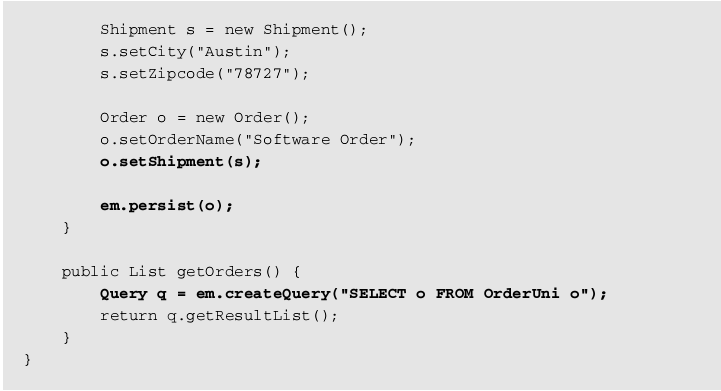 Shipment s = new Shipment();
s.setCity("Austin");
s.setZipcode("78727");
Order o = new Order();
o.setOrderName("Software Order");
o.setShipment(s);
em.persist(o);
}
public List getOrders() {
Query q = em.createQuery("SELECT o FROM OrderUni o");
return q.getResultList();
}
}